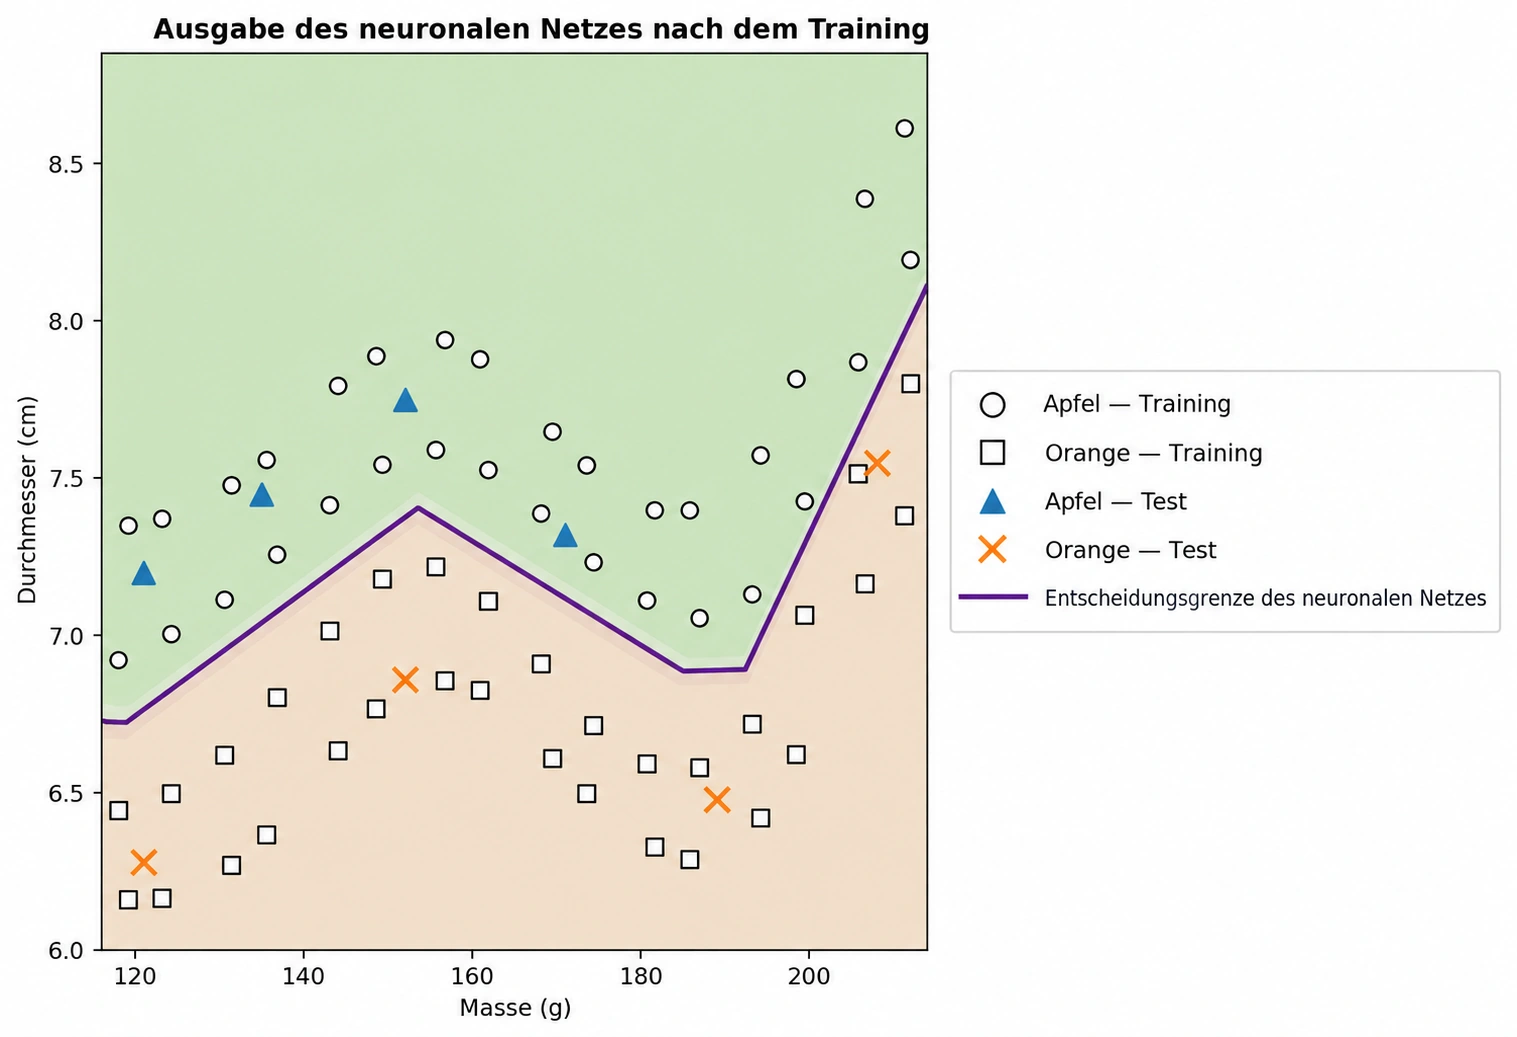 Ausgabe des neuronalen Netzes nach dem Training
Durchmesser (cm)
8.5
8.0
7.5
7.0
6.5
6.0
120 140 160 180 200
Masse (g)
Apfel — Training
Orange — Training
Apfel — Test
Orange — Test
Entscheidungsgrenze des neuronalen Netzes